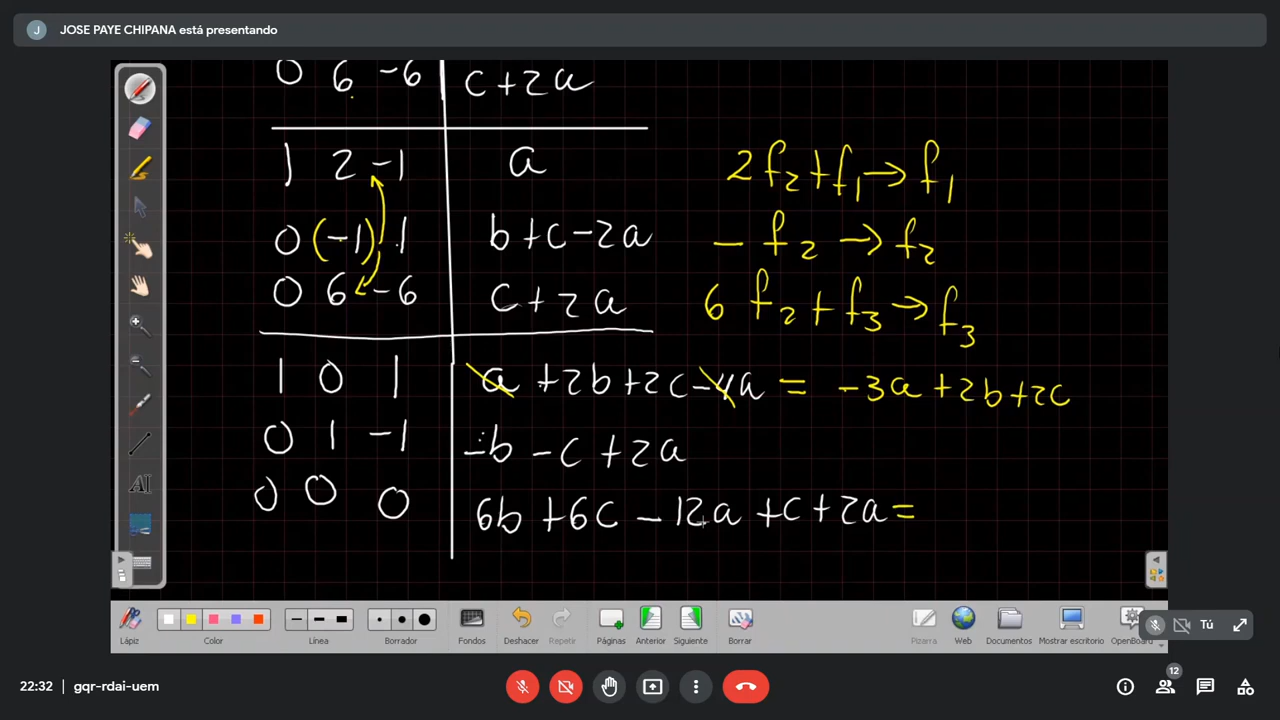 J JOSE PAYE CHIPANA está presentando
0 6 -6 | c+2a
1 2 -1 | a 2f₂+f₁→f₁
0 (-1) 1 | b+c-2a -f₂→f₂
0 6 -6 | c+2a 6f₂+f₃→f₃
1 0 1 | a+2b+2c-4a = -3a+2b+2c
0 1 -1 | -b-c+2a
0 0 0 | 6b+6c-12a+c+2a=
AI
Lápiz Color Línea Borrador Fondos Deshacer Repetir Páginas Anterior Siguiente Borrar Pizarra Web Documentos Mostrar escritorio OpenBoard
Tú
22:32 | gqr-rdai-uem
12